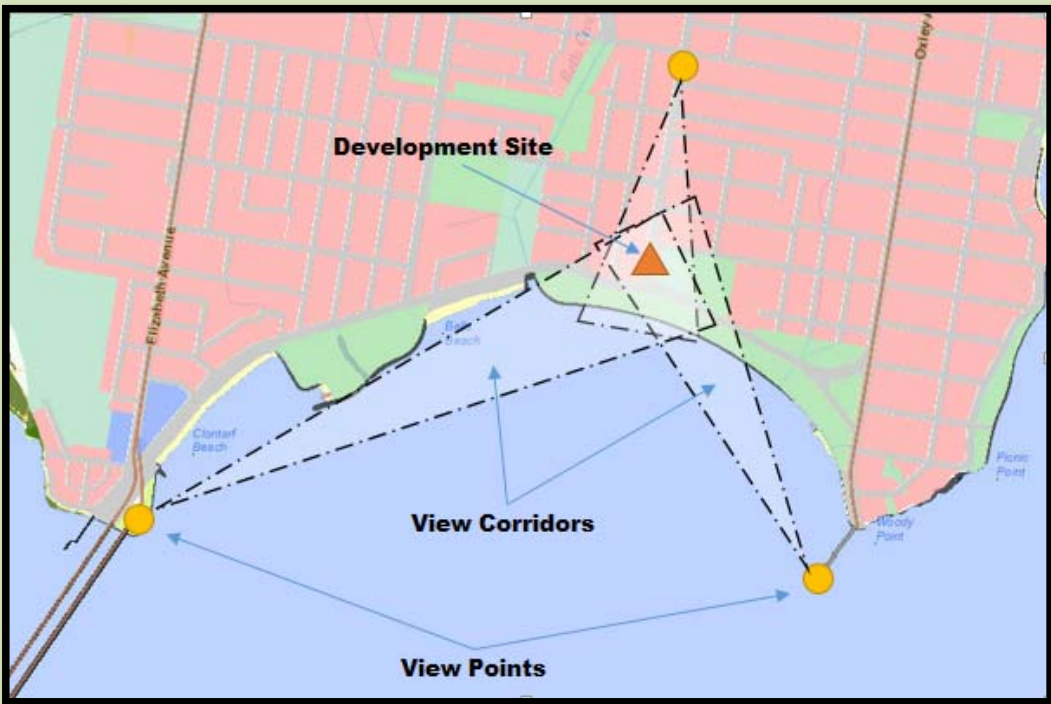 Oxley
Development Site
Elizabeth Avenue
Beach
Clontarf
Beach
Picnic
Point
View Corridors
Woody
Point
View Points